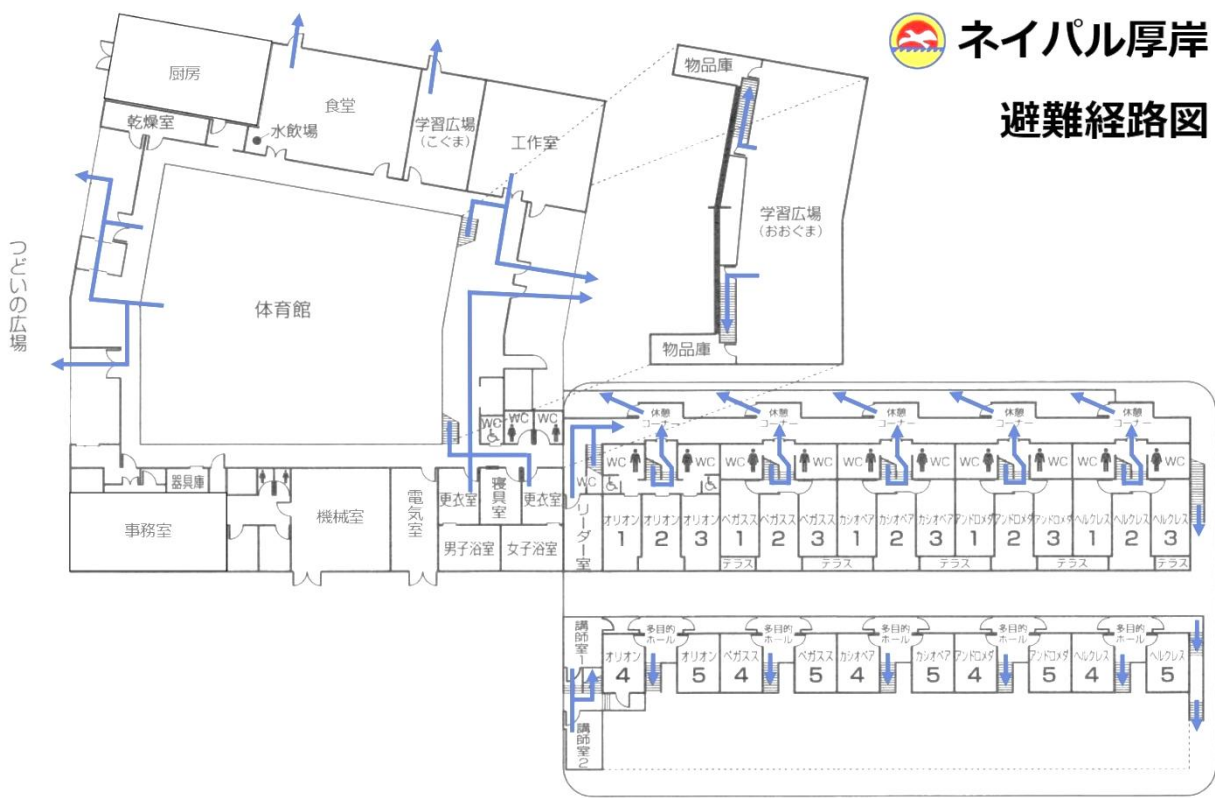 ネイパル厚岸
避難経路図
厨房
食堂
乾燥室
水飲場
学習広場
(こぐま)
工作室
物品庫
学習広場
(おおぐま)
物品庫
つどいの広場
体育館
WC
WC
WC
事務室
器具庫
機械室
電気室
更衣室
寝具室
更衣室
男子浴室
女子浴室
休憩
コーナー
休憩
コーナー
休憩
コーナー
休憩
コーナー
休憩
コーナー
WC
WC
WC
WC
WC
WC
WC
WC
WC
WC
WC
リーダー室
オリオン
1
オリオン
2
オリオン
3
ペガスス
1
ペガスス
2
ペガスス
3
カシオペア
1
カシオペア
2
カシオペア
3
アンドロメダ
1
アンドロメダ
2
アンドロメダ
3
ヘルクレス
1
ヘルクレス
2
ヘルクレス
3
テラス
テラス
テラス
テラス
テラス
講師室1
多目的
ホール
多目的
ホール
多目的
ホール
多目的
ホール
多目的
ホール
オリオン
4
オリオン
5
ペガスス
4
ペガスス
5
カシオペア
4
カシオペア
5
アンドロメダ
4
アンドロメダ
5
ヘルクレス
4
ヘルクレス
5
講師室2